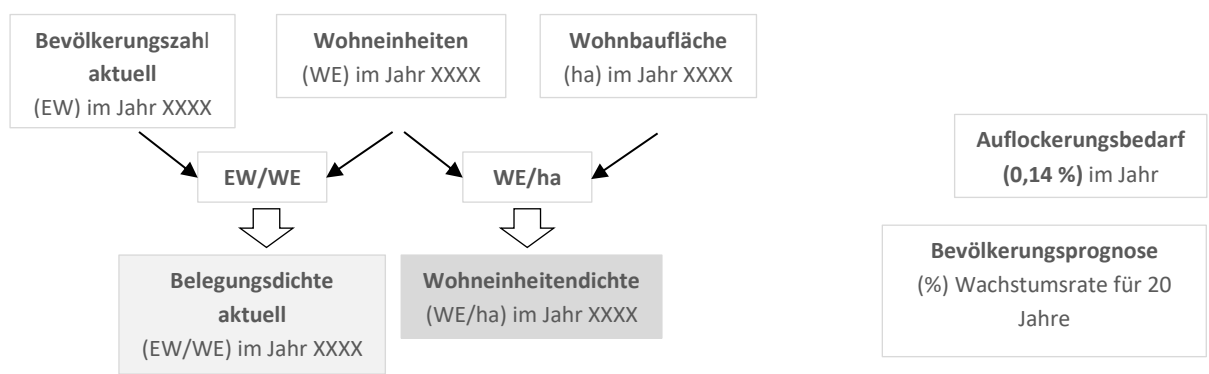 Bevölkerungszahl
aktuell
(EW) im Jahr XXXX
Wohneinheiten
(WE) im Jahr XXXX
Wohnbaufläche
(ha) im Jahr XXXX
Auflockerungsbedarf
(0,14 %) im Jahr
EW/WE
WE/ha
Bevölkerungsprognose
(%) Wachstumsrate für 20
Jahre
Belegungsdichte
aktuell
(EW/WE) im Jahr XXXX
Wohneinheitendichte
(WE/ha) im Jahr XXXX